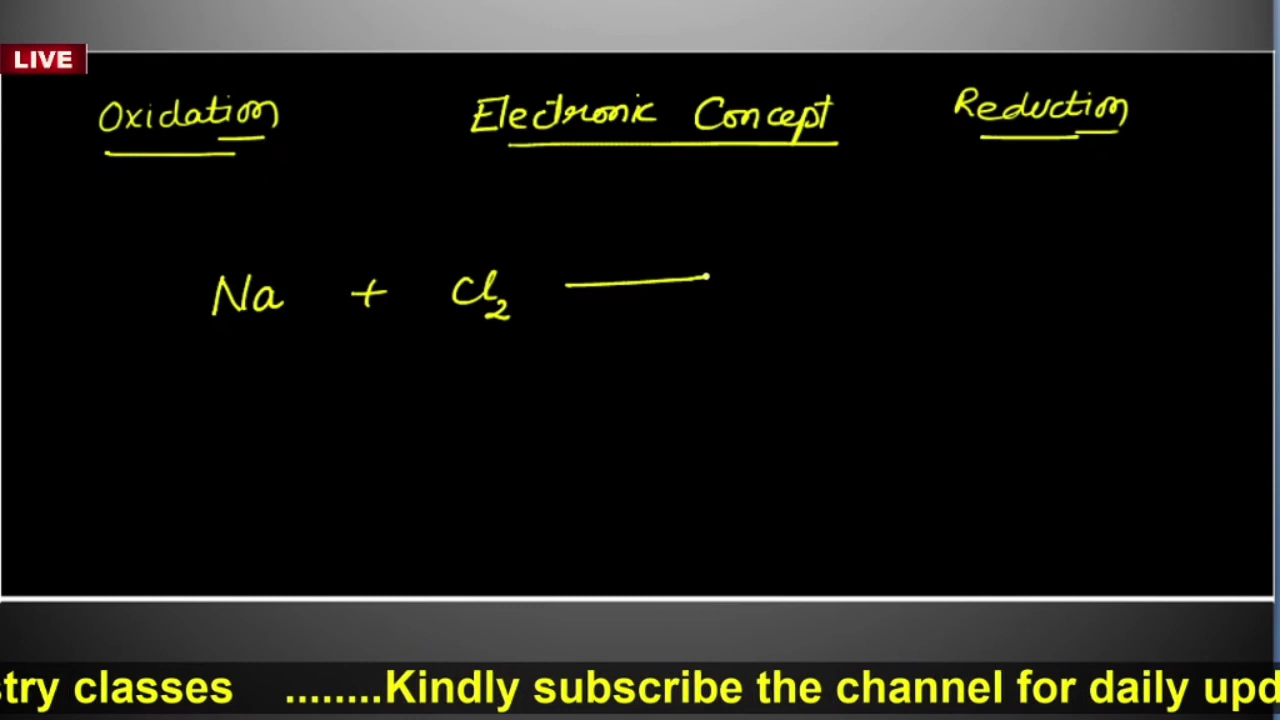 LIVE
Oxidation Electronic Concept Reduction
Na + Cl₂
stry classes ........Kindly subscribe the channel for daily upd